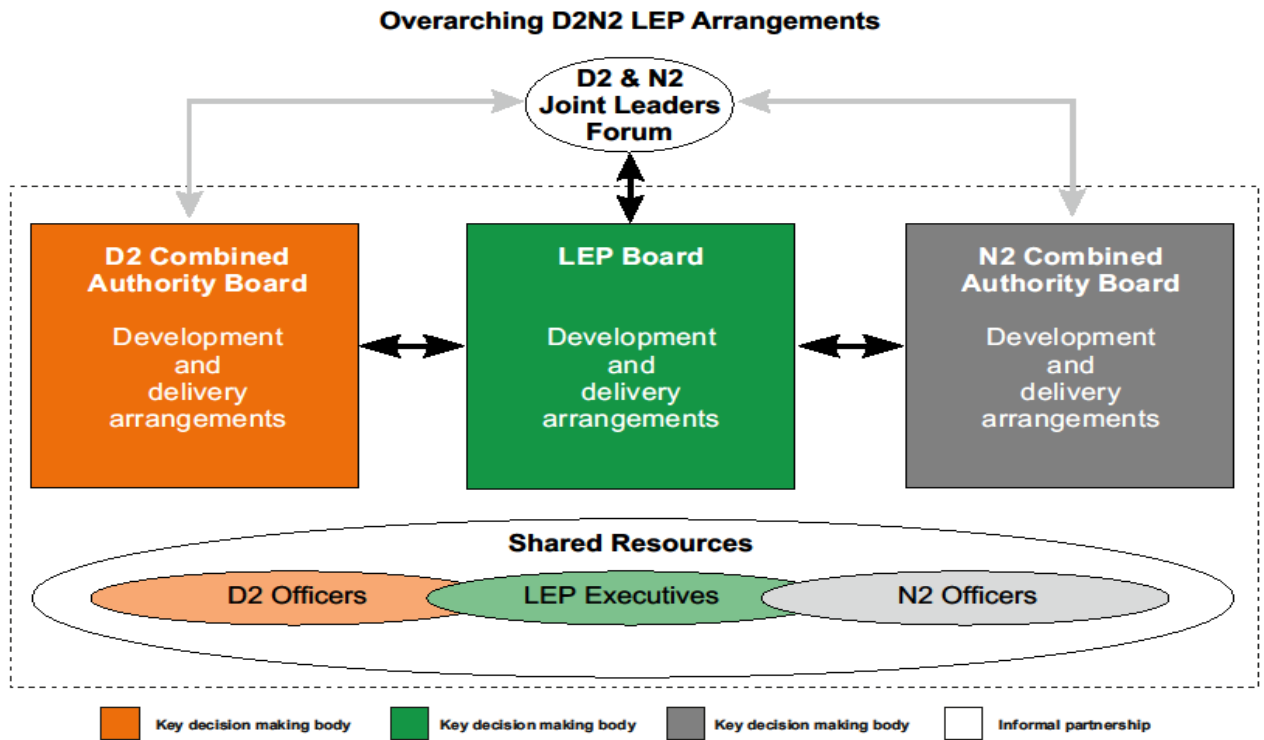 Overarching D2N2 LEP Arrangements
D2 & N2
Joint Leaders
Forum
D2 Combined
Authority Board
Development
and
delivery
arrangements
LEP Board
Development
and
delivery
arrangements
N2 Combined
Authority Board
Development
and
delivery
arrangements
Shared Resources
D2 Officers
LEP Executives
N2 Officers
Key decision making body
Key decision making body
Key decision making body
Informal partnership